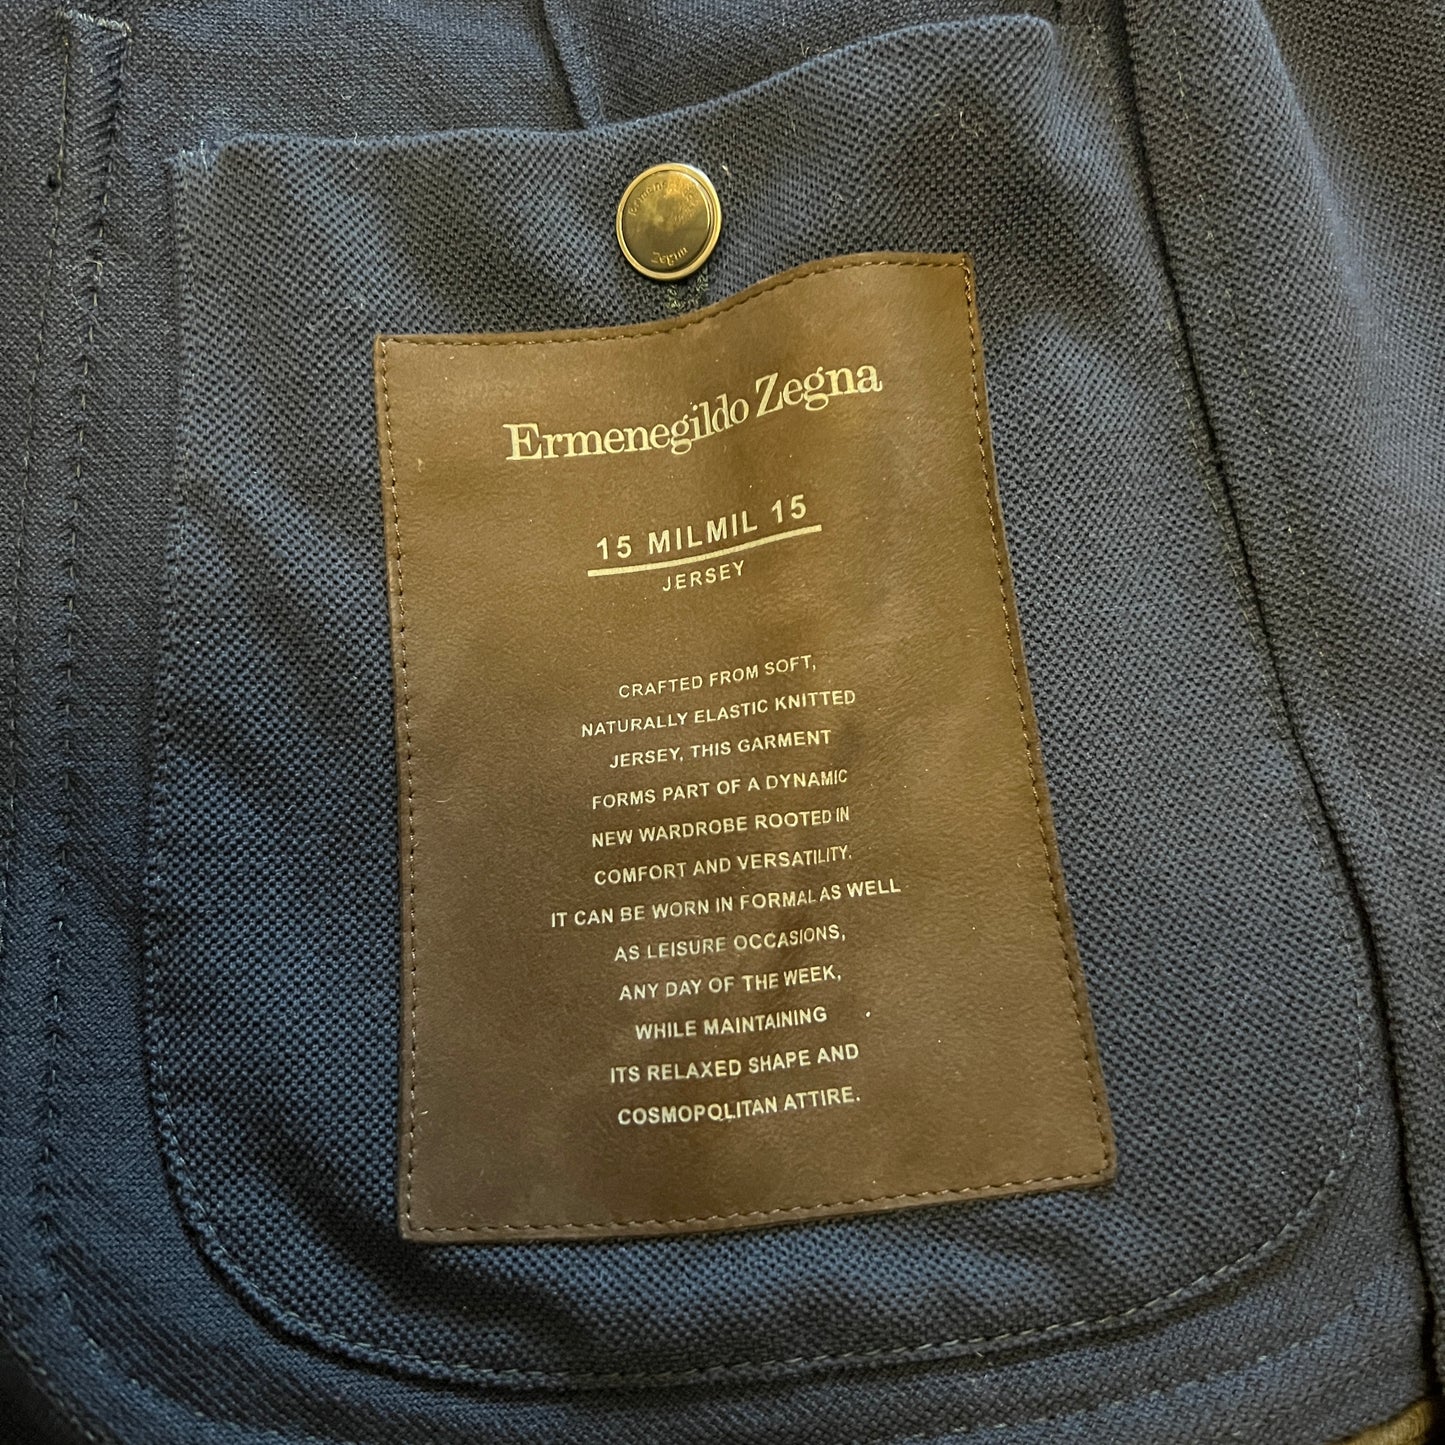 Ermenegildo
Zegna
Ermenegildo Zegna
15 MILMIL 15
JERSEY
CRAFTED FROM SOFT,
NATURALLY ELASTIC KNITTED
JERSEY, THIS GARMENT
FORMS PART OF A DYNAMIC
NEW WARDROBE ROOTED IN
COMFORT AND VERSATILITY.
IT CAN BE WORN IN FORMAL AS WELL
AS LEISURE OCCASIONS,
ANY DAY OF THE WEEK,
WHILE MAINTAINING
ITS RELAXED SHAPE AND
COSMOPOLITAN ATTIRE.